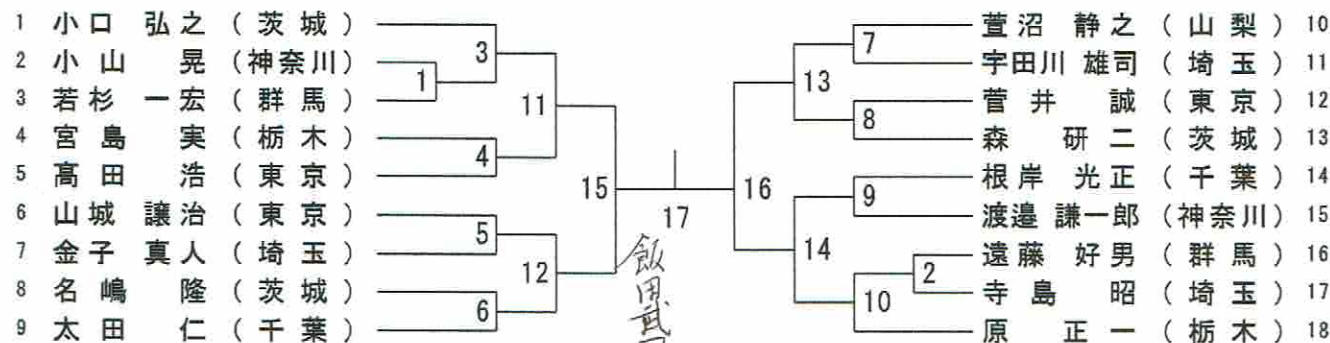 1 小口 弘之 (茨城)
2 小山 晃 (神奈川)
3 若杉 一宏 (群馬)
4 宮島 実 (栃木)
5 髙田 浩 (東京)
6 山城 讓治 (東京)
7 金子 真人 (埼玉)
8 名嶋 隆 (茨城)
9 太田 仁 (千葉)
3
1
11
4
15
5
12
6
17
飯田
7
13
8
16
9
14
2
10
萱沼 静之 (山梨) 10
宇田川 雄司 (埼玉) 11
菅井 誠 (東京) 12
森 研二 (茨城) 13
根岸 光正 (千葉) 14
渡邉 謙一郎 (神奈川) 15
遠藤 好男 (群馬) 16
寺島 昭 (埼玉) 17
原 正一 (栃木) 18